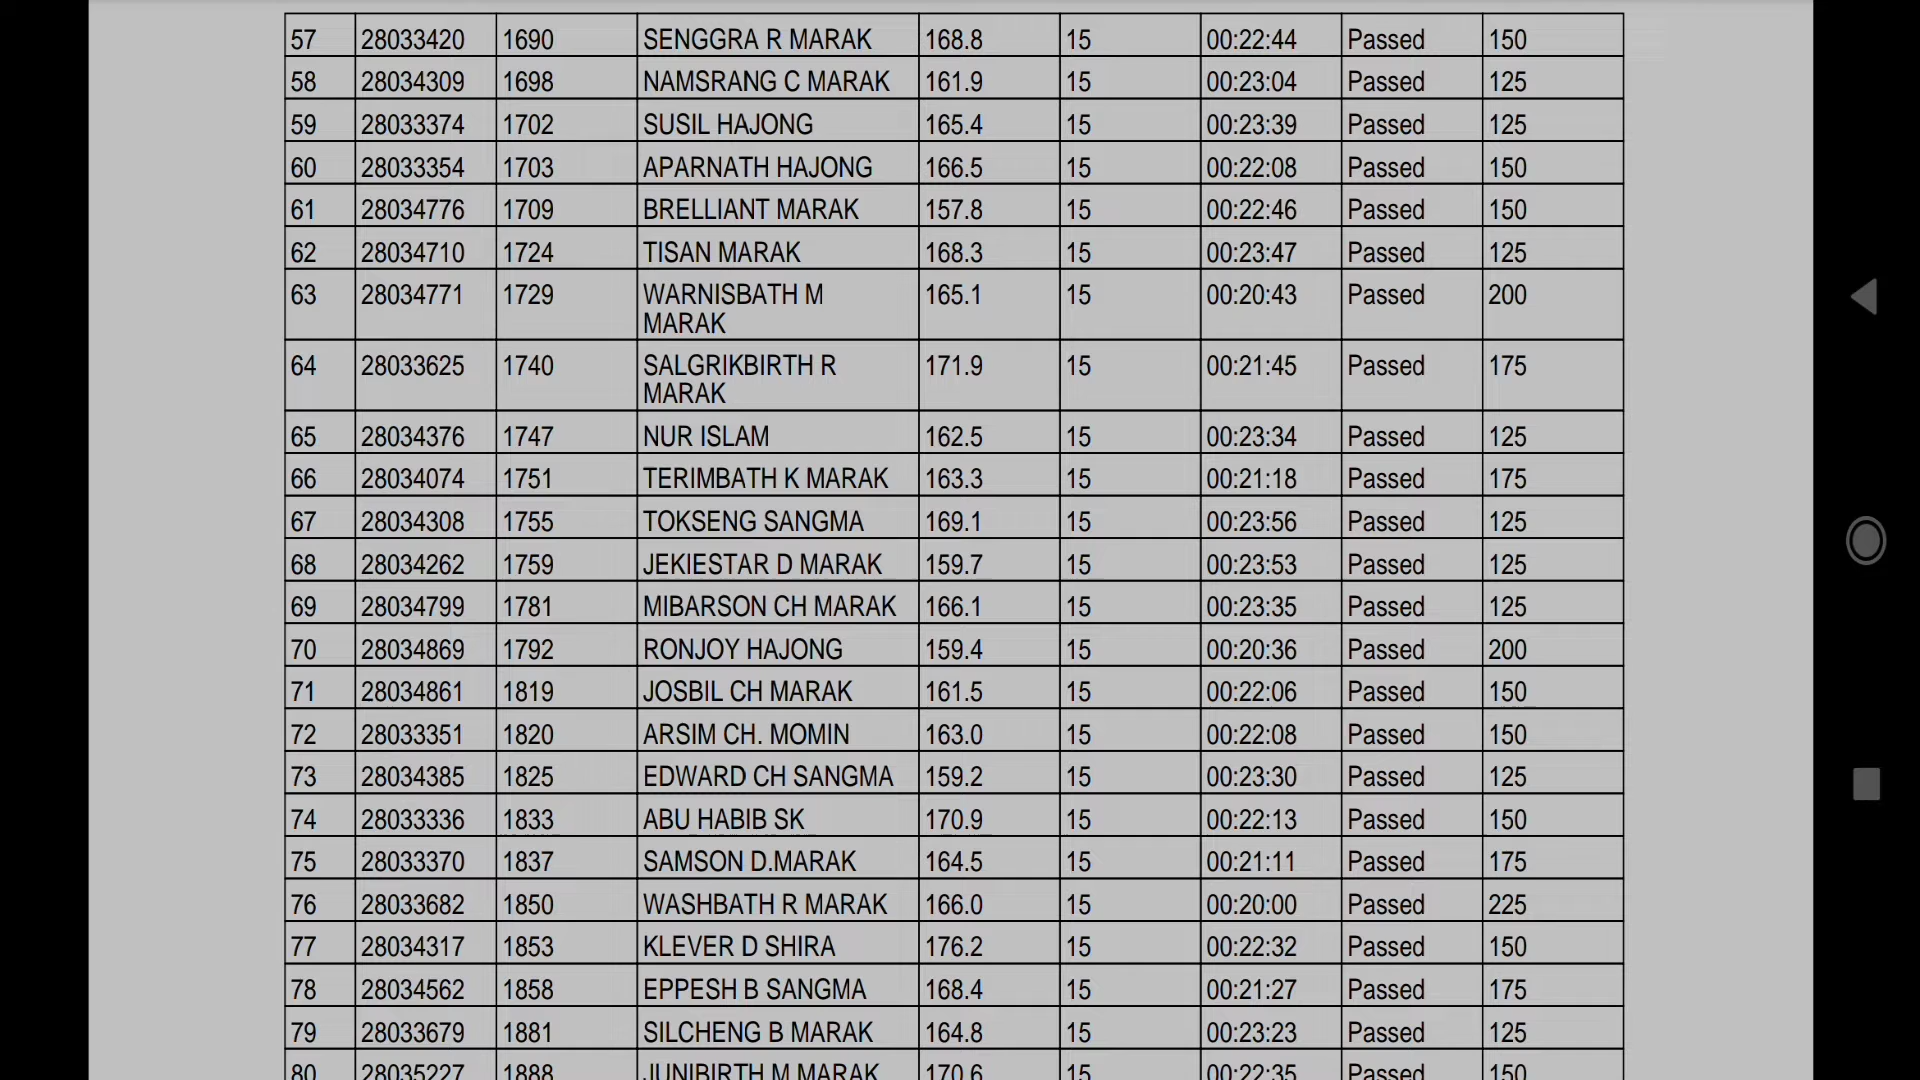 57 28033420 1690 SENGGRA R MARAK 168.8 15 00:22:44 Passed 150
58 28034309 1698 NAMSRANG C MARAK 161.9 15 00:23:04 Passed 125
59 28033374 1702 SUSIL HAJONG 165.4 15 00:23:39 Passed 125
60 28033354 1703 APARNATH HAJONG 166.5 15 00:22:08 Passed 150
61 28034776 1709 BRELLIANT MARAK 157.8 15 00:22:46 Passed 150
62 28034710 1724 TISAN MARAK 168.3 15 00:23:47 Passed 125
63 28034771 1729 WARNISBATH M 165.1 15 00:20:43 Passed 200
MARAK
64 28033625 1740 SALGRIKBIRTH R 171.9 15 00:21:45 Passed 175
MARAK
65 28034376 1747 NUR ISLAM 162.5 15 00:23:34 Passed 125
66 28034074 1751 TERIMBATH K MARAK 163.3 15 00:21:18 Passed 175
67 28034308 1755 TOKSENG SANGMA 169.1 15 00:23:56 Passed 125
68 28034262 1759 JEKIESTAR D MARAK 159.7 15 00:23:53 Passed 125
69 28034799 1781 MIBARSON CH MARAK 166.1 15 00:23:35 Passed 125
70 28034869 1792 RONJOY HAJONG 159.4 15 00:20:36 Passed 200
71 28034861 1819 JOSBIL CH MARAK 161.5 15 00:22:06 Passed 150
72 28033351 1820 ARSIM CH. MOMIN 163.0 15 00:22:08 Passed 150
73 28034385 1825 EDWARD CH SANGMA 159.2 15 00:23:30 Passed 125
74 28033336 1833 ABU HABIB SK 170.9 15 00:22:13 Passed 150
75 28033370 1837 SAMSON D.MARAK 164.5 15 00:21:11 Passed 175
76 28033682 1850 WASHBATH R MARAK 166.0 15 00:20:00 Passed 225
77 28034317 1853 KLEVER D SHIRA 176.2 15 00:22:32 Passed 150
78 28034562 1858 EPPESH B SANGMA 168.4 15 00:21:27 Passed 175
79 28033679 1881 SILCHENG B MARAK 164.8 15 00:23:23 Passed 125
80 28035227 1888 JUNIBIRTH M MARAK 170.6 15 00:22:35 Passed 150